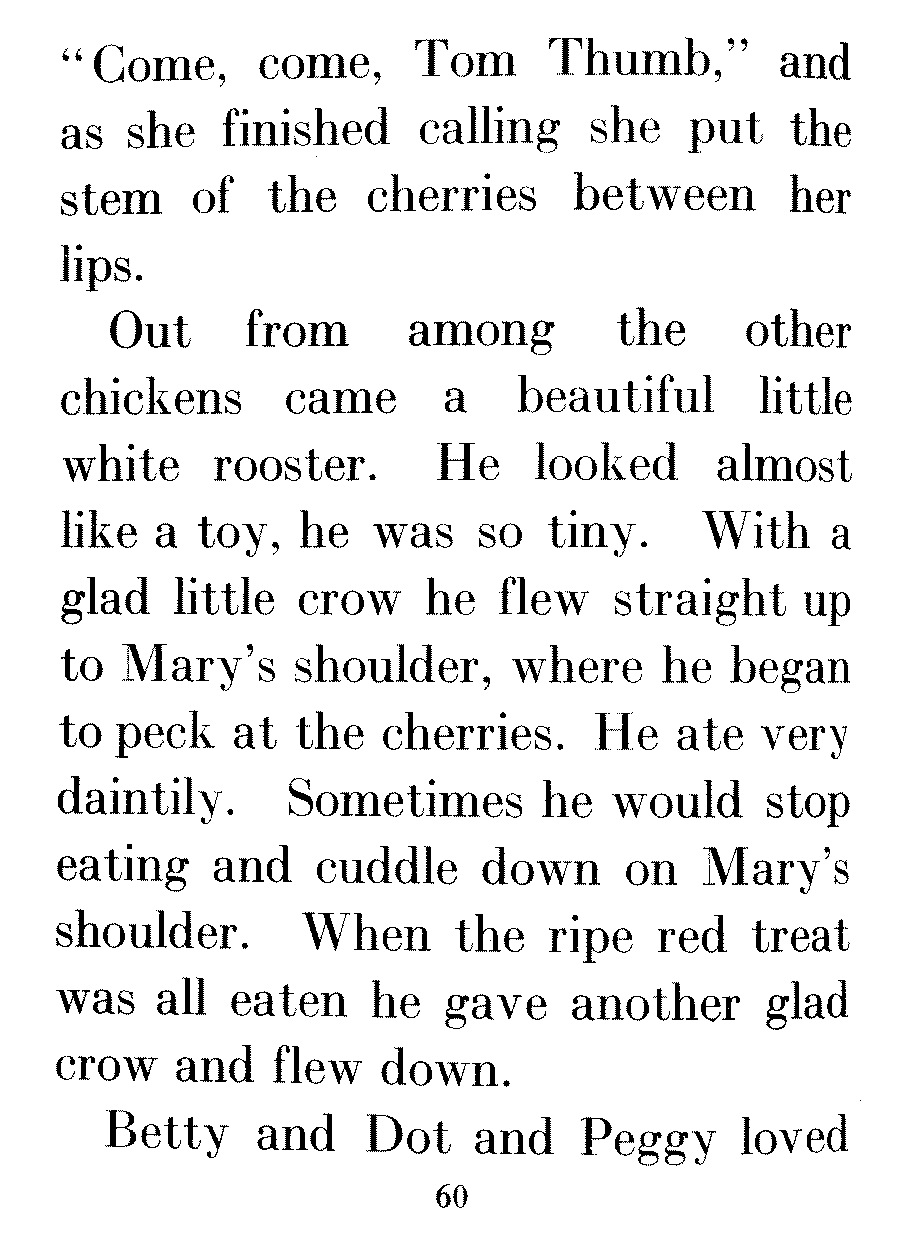 “Come, come, Tom Thumb,” and
as she finished calling she put the
stem of the cherries between her
lips.
Out from among the other
chickens came a beautiful little
white rooster. He looked almost
like a toy, he was so tiny. With a
glad little crow he flew straight up
to Mary’s shoulder, where he began
to peck at the cherries. He ate very
daintily. Sometimes he would stop
eating and cuddle down on Mary’s
shoulder. When the ripe red treat
was all eaten he gave another glad
crow and flew down.
Betty and Dot and Peggy loved
60